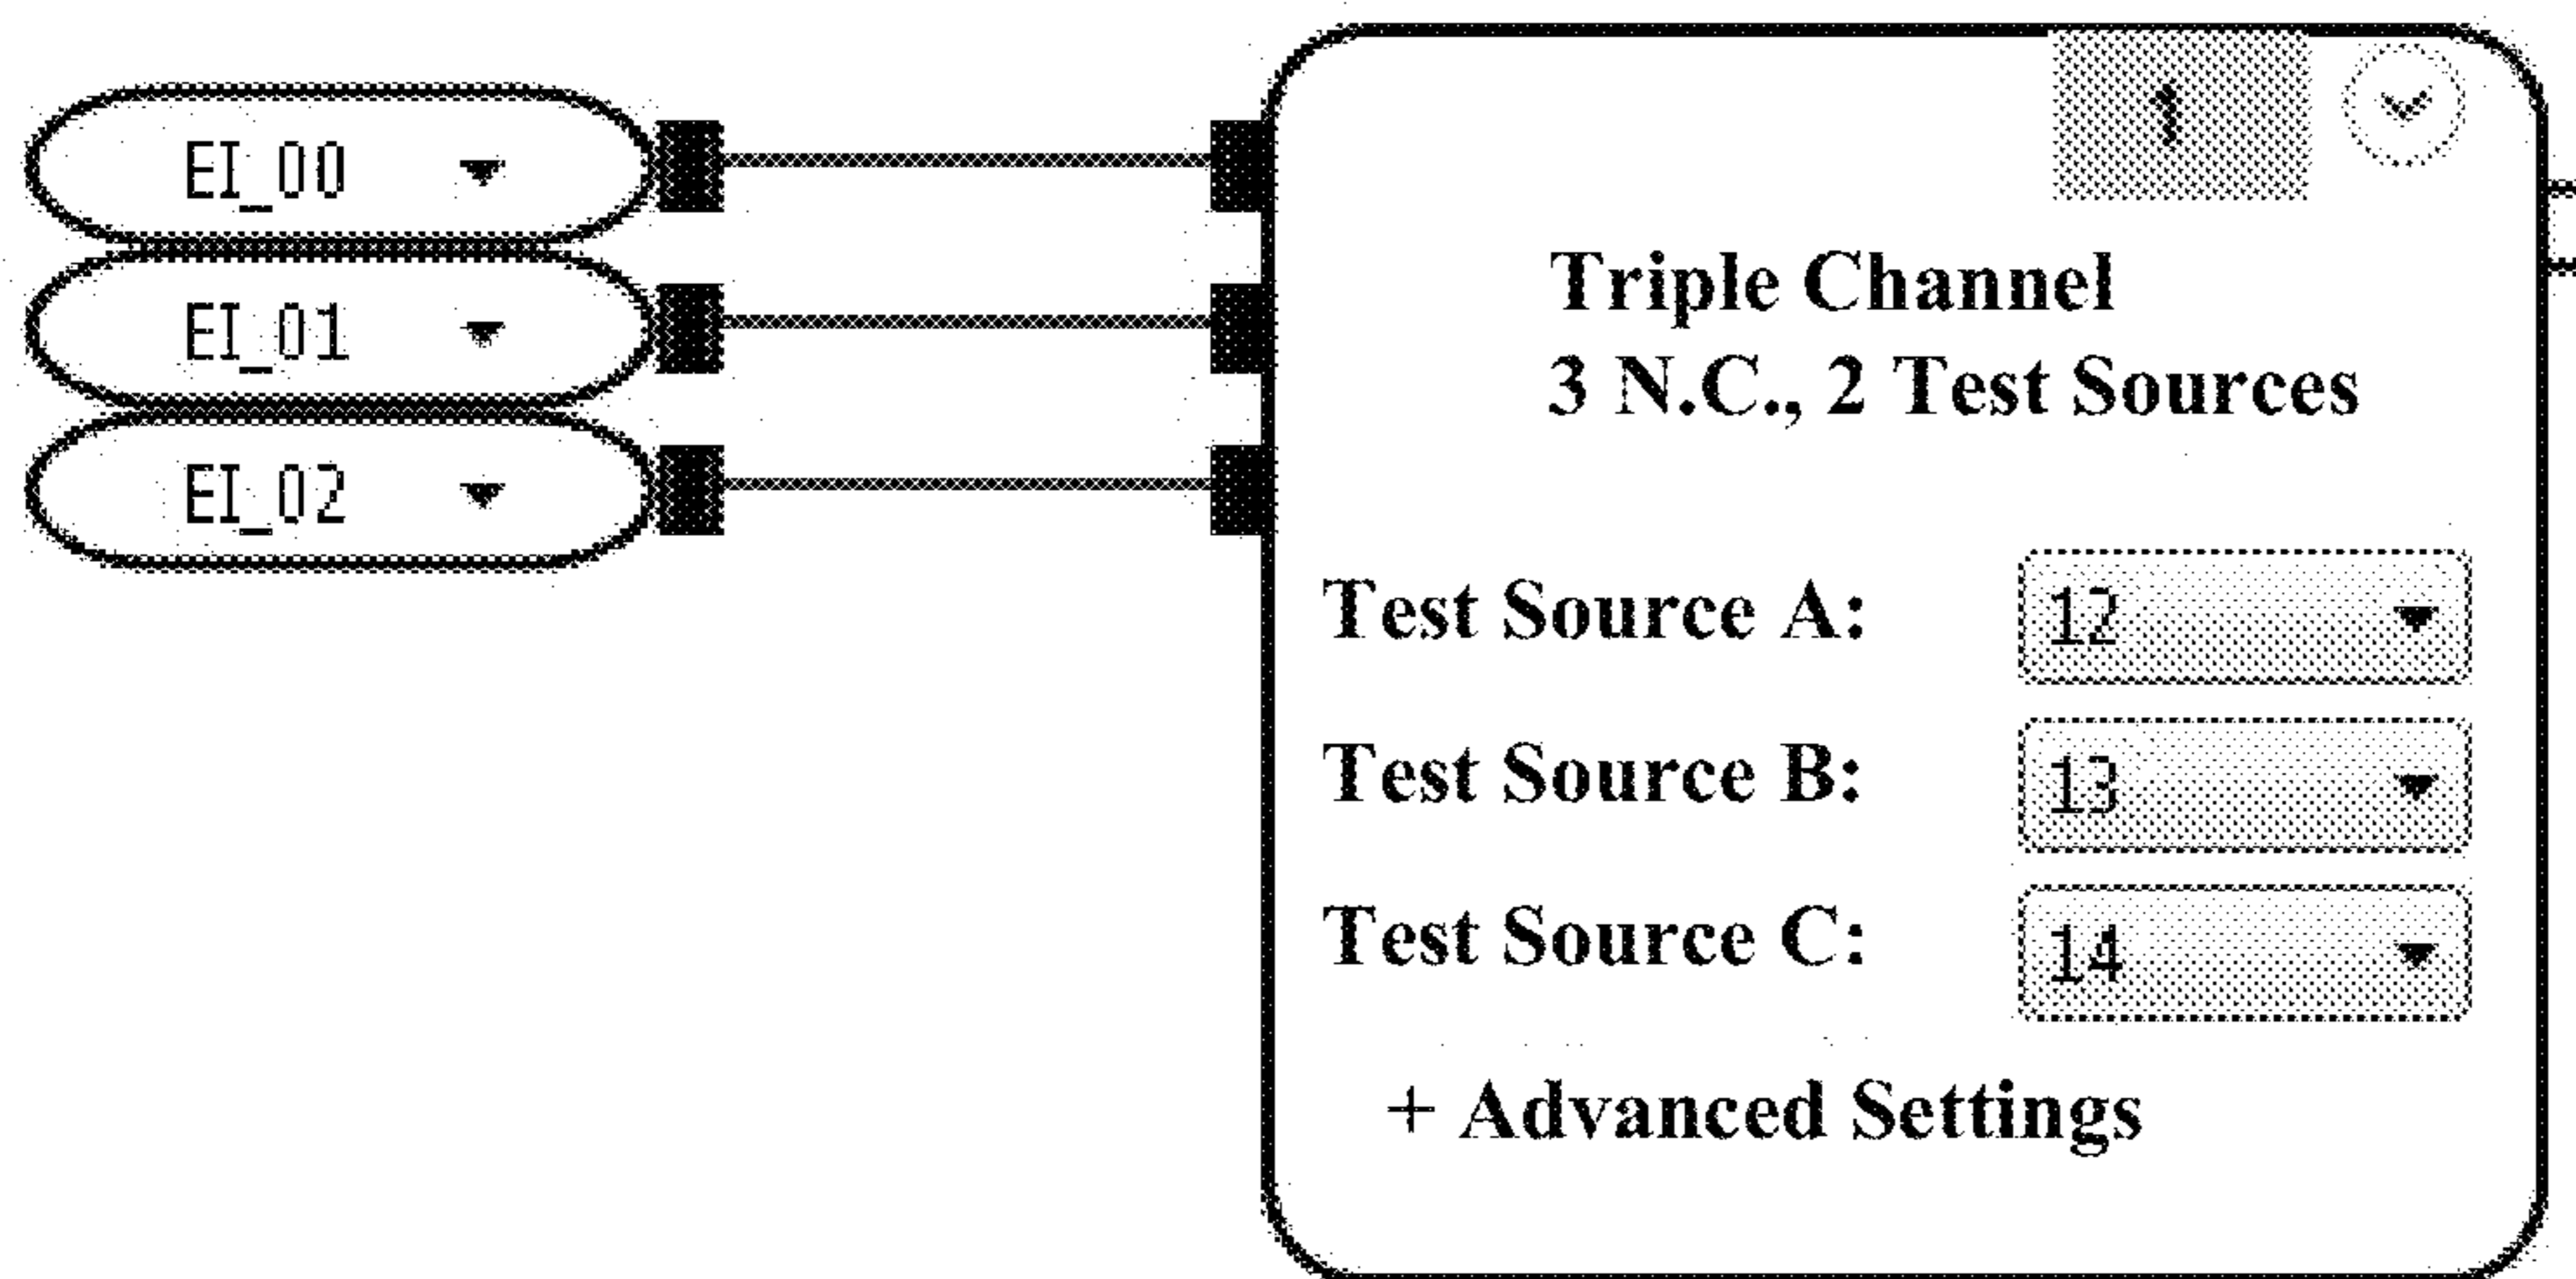 EI_00
EI_01
EI_02
1
Triple Channel
3 N.C., 2 Test Sources
Test Source A: 12
Test Source B: 13
Test Source C: 14
+ Advanced Settings